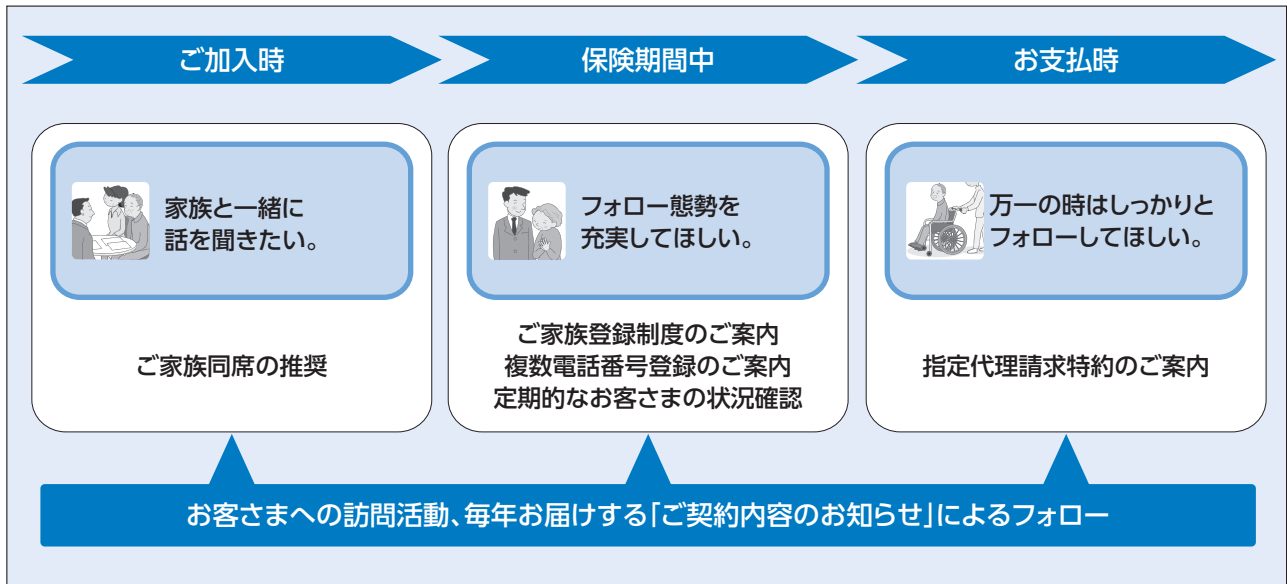 ご加入時
保険期間中
お支払時
家族と一緒に
話を聞きたい。
フォロー態勢を
充実してほしい。
万一の時はしっかりと
フォローしてほしい。
ご家族同席の推奨
ご家族登録制度のご案内
複数電話番号登録のご案内
定期的なお客さまの状況確認
指定代理請求特約のご案内
お客さまへの訪問活動、毎年お届けする「ご契約内容のお知らせ」によるフォロー